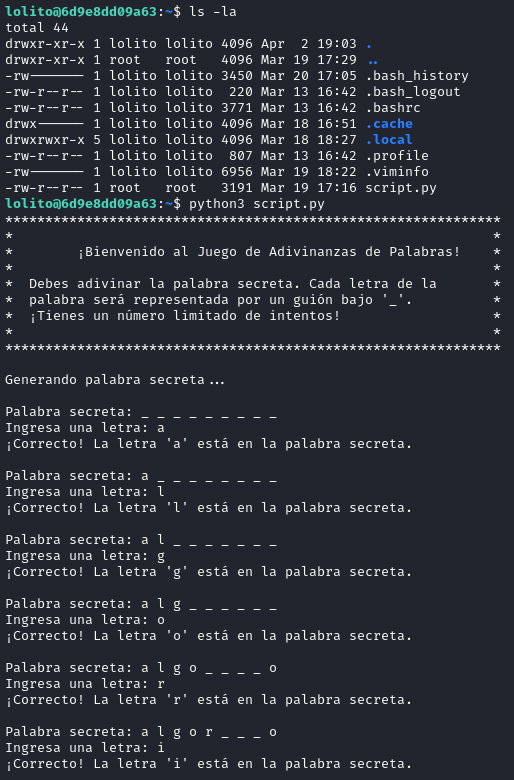 lolito@6d9e8dd09a63:~$ ls -la
total 44
drwxr-xr-x 1 lolito lolito 4096 Apr  2 19:03 .
drwxr-xr-x 1 root   root   4096 Mar 19 17:29 ..
-rw------- 1 lolito lolito 3450 Mar 20 17:05 .bash_history
-rw-r--r-- 1 lolito lolito  220 Mar 13 16:42 .bash_logout
-rw-r--r-- 1 lolito lolito 3771 Mar 13 16:42 .bashrc
drwx------ 1 lolito lolito 4096 Mar 18 16:51 .cache
drwxrwxr-x 5 lolito lolito 4096 Mar 18 18:27 .local
-rw-r--r-- 1 lolito lolito  807 Mar 13 16:42 .profile
-rw------- 1 lolito lolito 6956 Mar 19 18:22 .viminfo
-rw-r--r-- 1 root   root   3191 Mar 19 17:16 script.py
lolito@6d9e8dd09a63:~$ python3 script.py
**************************************************************
*                                                            *
*        ¡Bienvenido al Juego de Adivinanzas de Palabras!    *
*                                                            *
*  Debes adivinar la palabra secreta. Cada letra de la       *
*  palabra será representada por un guión bajo '_'.          *
*  ¡Tienes un número limitado de intentos!                   *
*                                                            *
**************************************************************

Generando palabra secreta...

Palabra secreta: _ _ _ _ _ _ _ _ _
Ingresa una letra: a
¡Correcto! La letra 'a' está en la palabra secreta.

Palabra secreta: a _ _ _ _ _ _ _ _
Ingresa una letra: l
¡Correcto! La letra 'l' está en la palabra secreta.

Palabra secreta: a l _ _ _ _ _ _ _
Ingresa una letra: g
¡Correcto! La letra 'g' está en la palabra secreta.

Palabra secreta: a l g _ _ _ _ _ _
Ingresa una letra: o
¡Correcto! La letra 'o' está en la palabra secreta.

Palabra secreta: a l g o _ _ _ _ o
Ingresa una letra: r
¡Correcto! La letra 'r' está en la palabra secreta.

Palabra secreta: a l g o r _ _ _ o
Ingresa una letra: i
¡Correcto! La letra 'i' está en la palabra secreta.